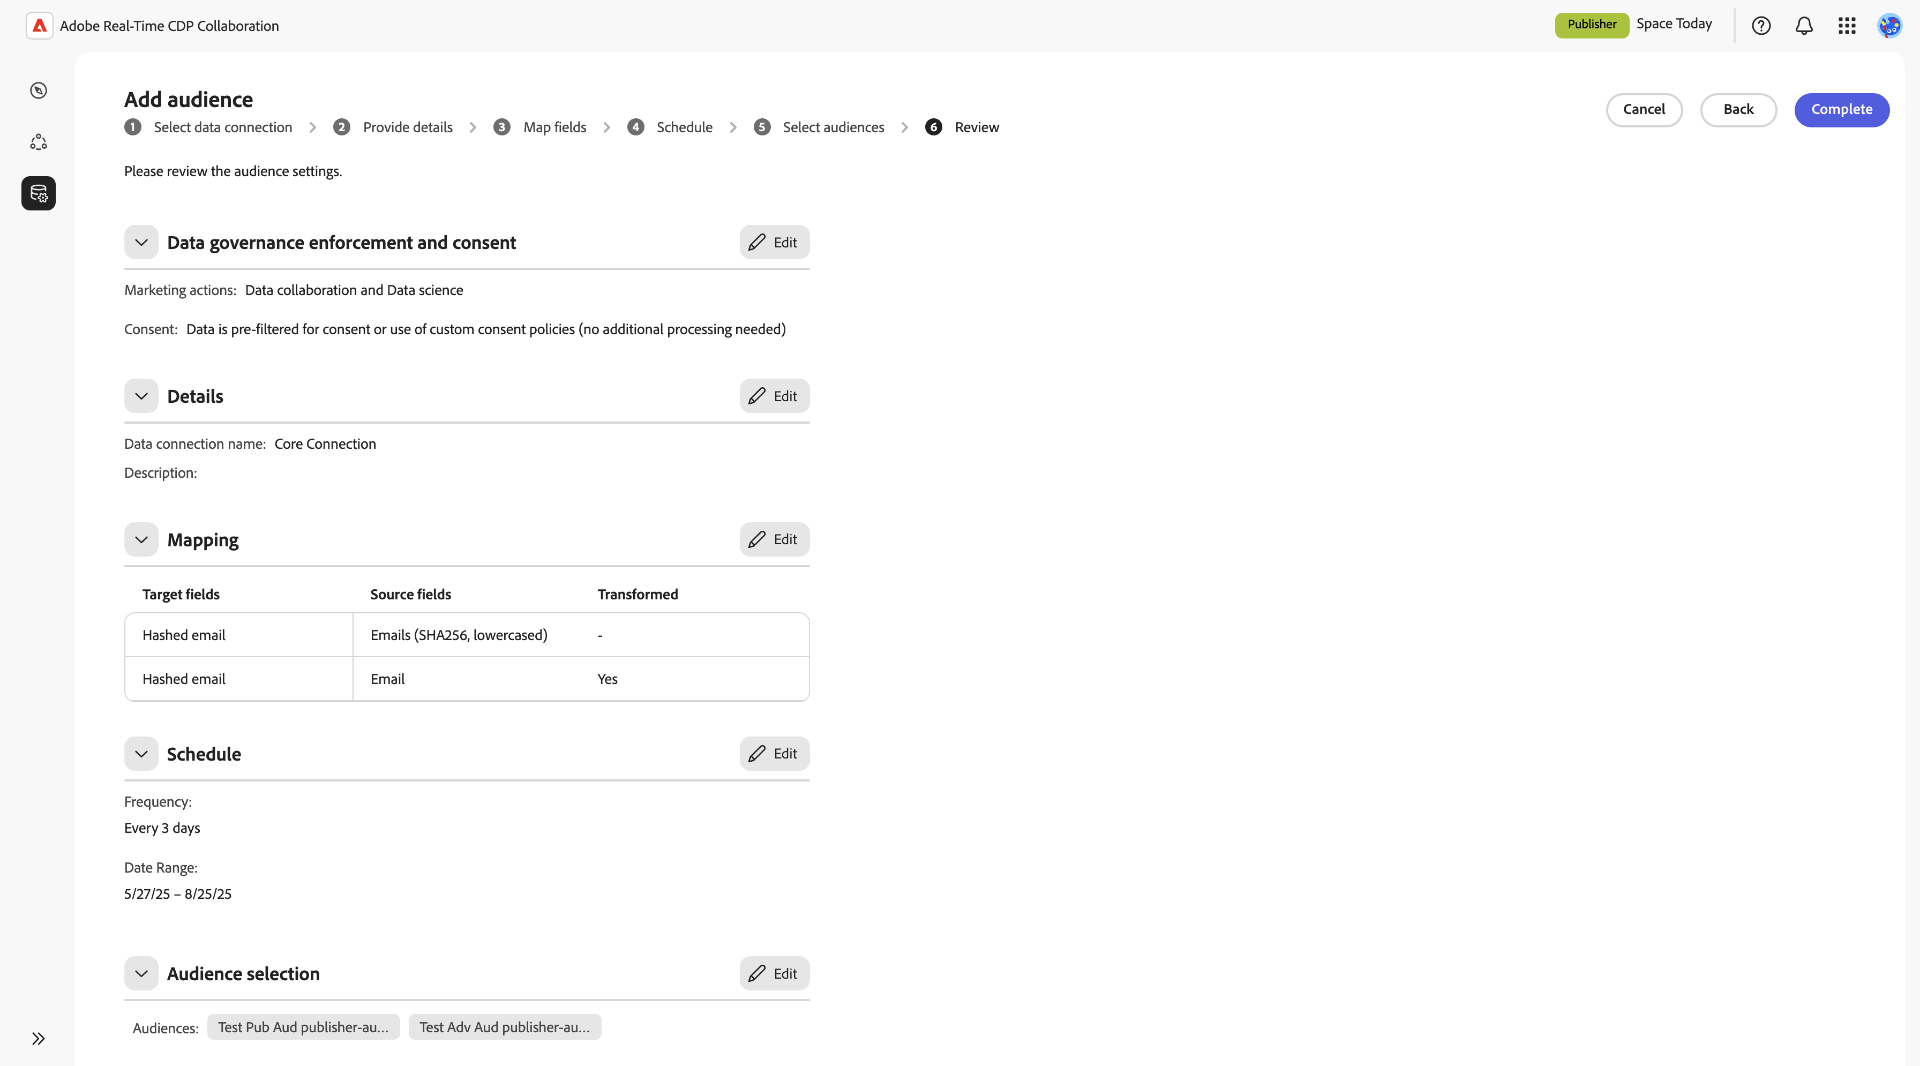 Adobe Real-Time CDP Collaboration
Publisher Space Today
Add audience
1 Select data connection 2 Provide details 3 Map fields 4 Schedule 5 Select audiences 6 Review
Cancel Back Complete
Please review the audience settings.
Data governance enforcement and consent Edit
Marketing actions: Data collaboration and Data science
Consent: Data is pre-filtered for consent or use of custom consent policies (no additional processing needed)
Details Edit
Data connection name: Core Connection
Description:
Mapping Edit
Target fields Source fields Transformed
Hashed email Emails (SHA256, lowercased) -
Hashed email Email Yes
Schedule Edit
Frequency:
Every 3 days
Date Range:
5/27/25 – 8/25/25
Audience selection Edit
Audiences: Test Pub Aud publisher-au... Test Adv Aud publisher-au...